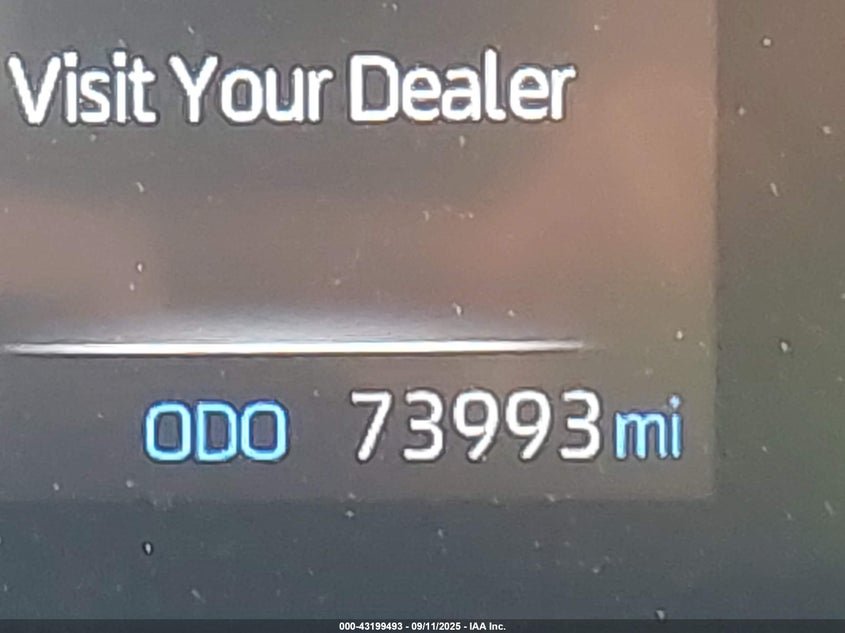 Visit Your Dealer
ODO 73993 mi
000-43199493 - 09/11/2025 - IAA Inc.